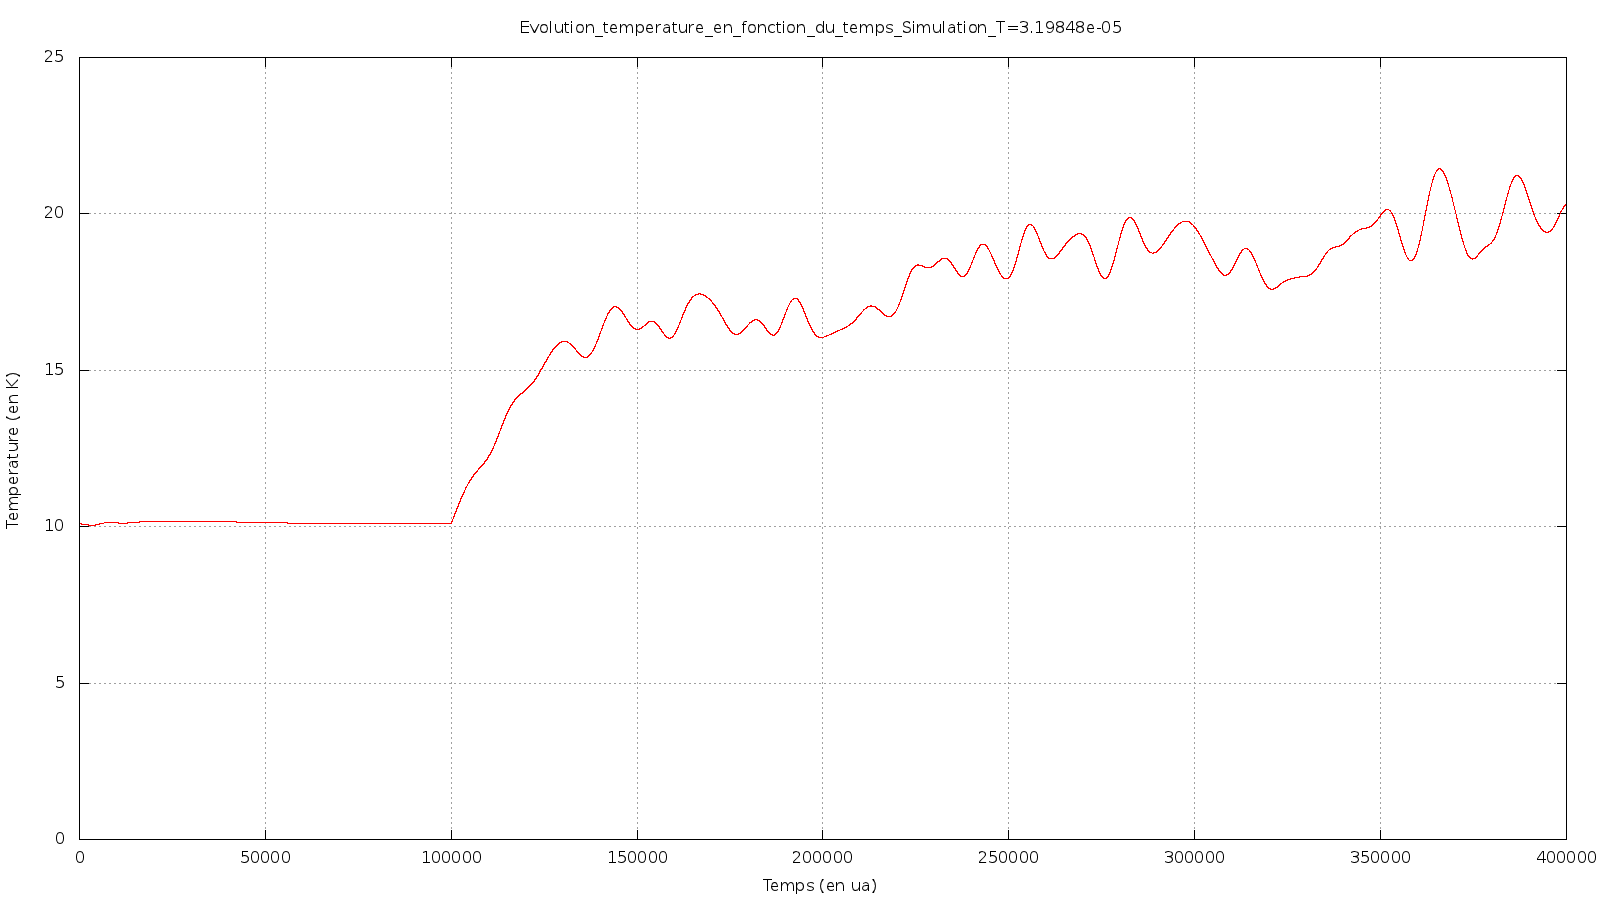 Evolution_temperature_en_fonction_du_temps_Simulation_T=3.19848e-05
25
20
15
10
5
0
Temperature (en K)
0 50000 100000 150000 200000 250000 300000 350000 400000
Temps (en ua)